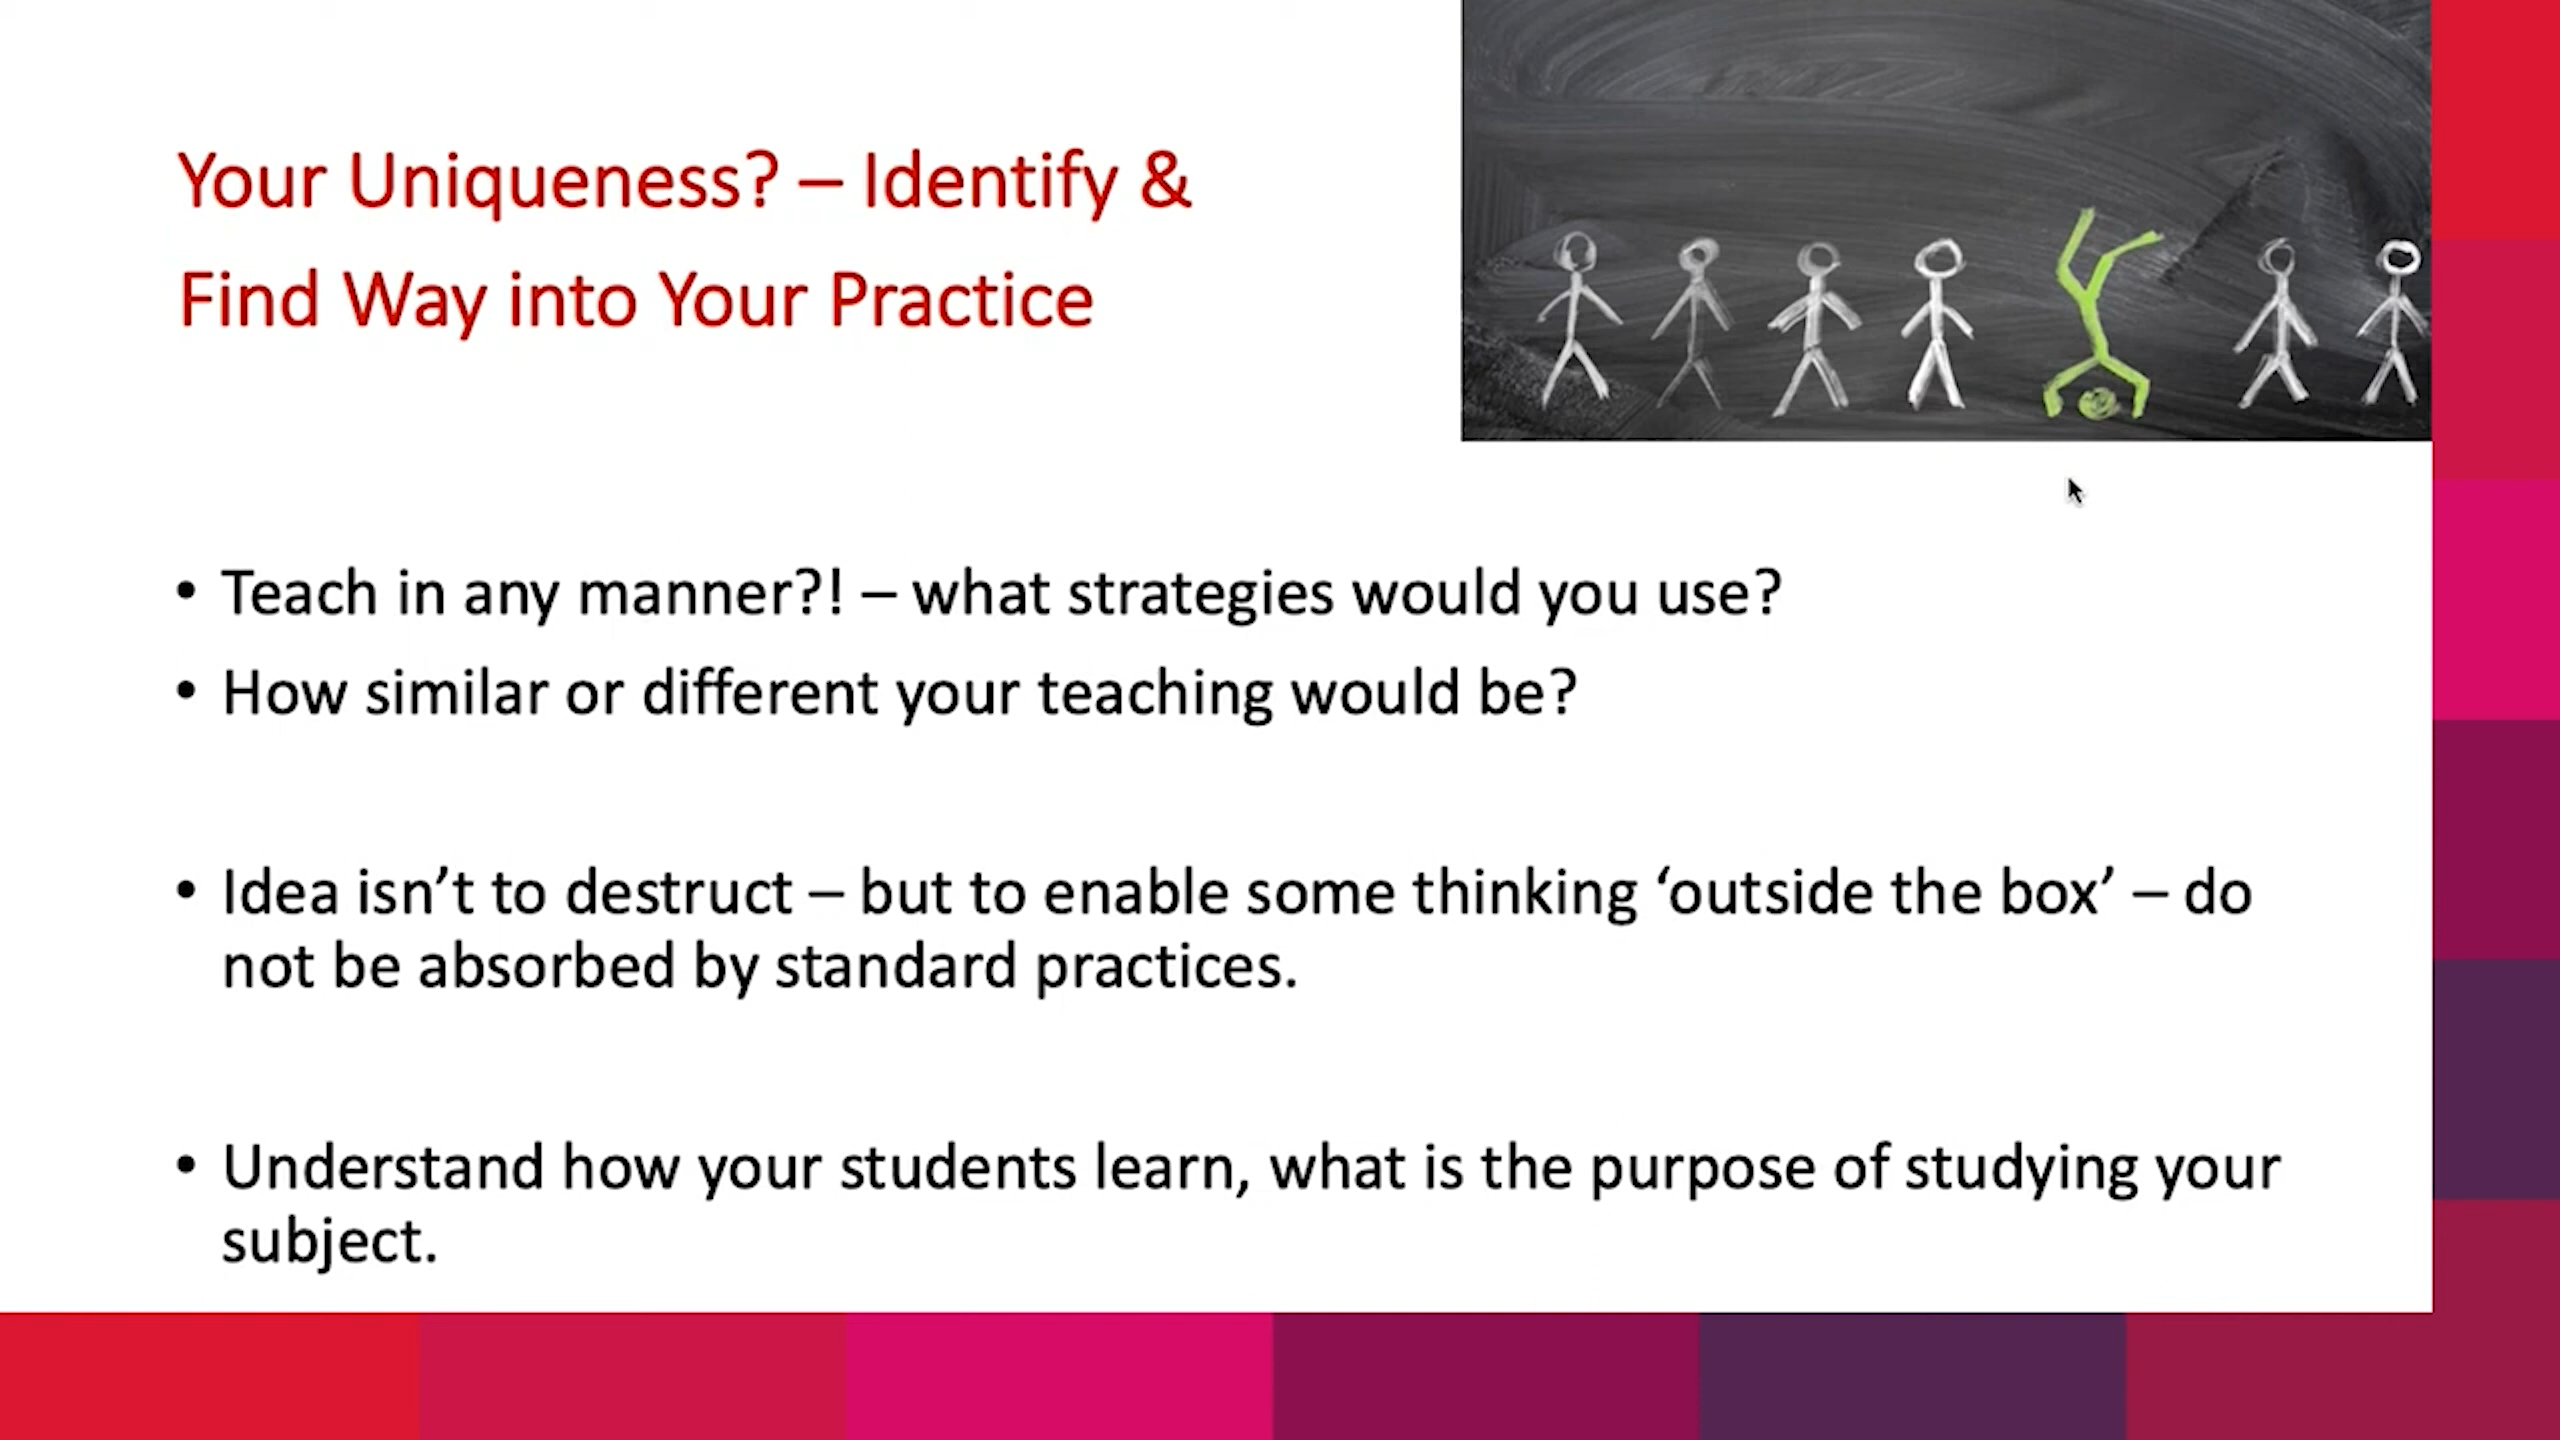 Your Uniqueness? – Identify &
Find Way into Your Practice
• Teach in any manner?! – what strategies would you use?
• How similar or different your teaching would be?
• Idea isn’t to destruct – but to enable some thinking ‘outside the box’ – do
not be absorbed by standard practices.
• Understand how your students learn, what is the purpose of studying your
subject.